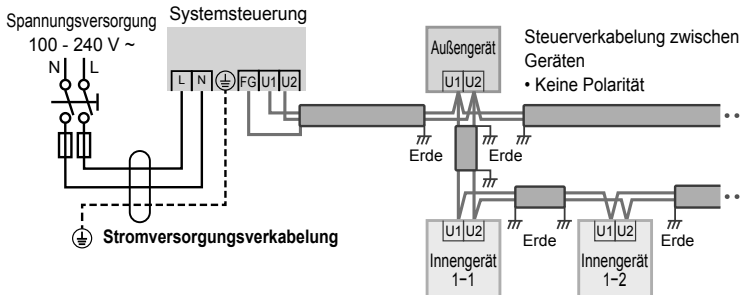 Spannungsversorgung
100 - 240 V ~
N L
Systemsteuerung
L N FG U1 U2
Außengerät
U1 U2
Steuerverkabelung zwischen
Geräten
• Keine Polarität
Erde
Erde
Stromversorgungsverkabelung
U1 U2
Innengerät
1-1
Erde
U1 U2
Innengerät
1-2
Erde